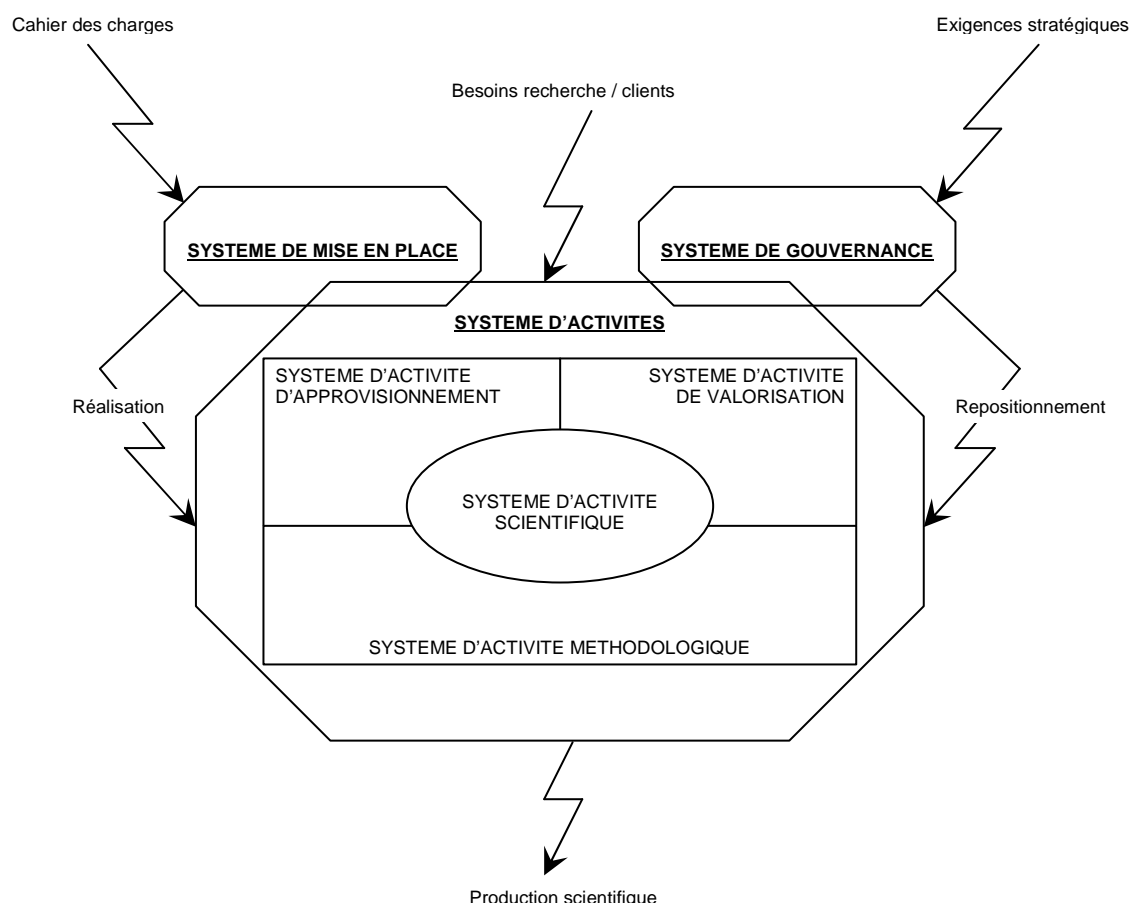 Cahier des charges
Exigences stratégiques
Besoins recherche / clients
SYSTEME DE MISE EN PLACE
SYSTEME DE GOUVERNANCE
SYSTEME D'ACTIVITES
SYSTEME D'ACTIVITE
D'APPROVISIONNEMENT
SYSTEME D'ACTIVITE
DE VALORISATION
Réalisation
Repositionnement
SYSTEME D'ACTIVITE
SCIENTIFIQUE
SYSTEME D'ACTIVITE METHODOLOGIQUE
Production scientifique